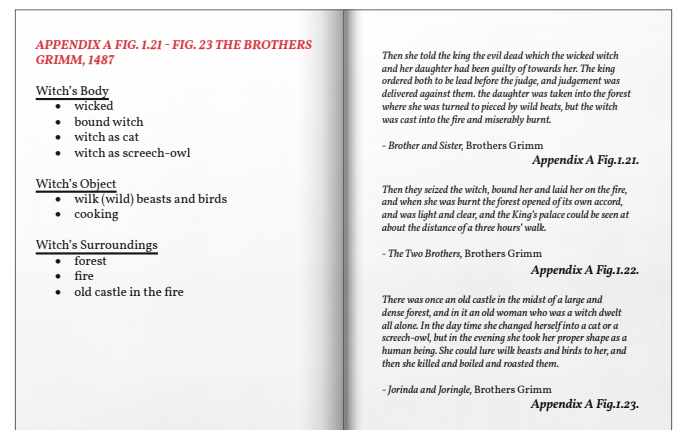 APPENDIX A FIG. 1.21 - FIG. 23 THE BROTHERS
GRIMM, 1487
Witch's Body
• wicked
• bound witch
• witch as cat
• witch as screech-owl
Witch's Object
• wilk (wild) beasts and birds
• cooking
Witch's Surroundings
• forest
• fire
• old castle in the fire
Then she told the king the evil dead which the wicked witch
and her daughter had been guilty of towards her. The king
ordered both to be lead before the judge, and judgement was
delivered against them. the daughter was taken into the forest
where she was turned to pieced by wild beats, but the witch
was cast into the fire and miserably burnt.
- Brother and Sister, Brothers Grimm
Appendix A Fig.1.21.
Then they seized the witch, bound her and laid her on the fire,
and when she was burnt the forest opened of its own accord,
and was light and clear, and the King's palace could be seen at
about the distance of a three hours' walk.
- The Two Brothers, Brothers Grimm
Appendix A Fig.1.22.
There was once an old castle in the midst of a large and
dense forest, and in it an old woman who was a witch dwelt
all alone. In the day time she changed herself into a cat or a
screech-owl, but in the evening she took her proper shape as a
human being. She could lure wilk beasts and birds to her, and
then she killed and boiled and roasted them.
- Jorinda and Joringle, Brothers Grimm
Appendix A Fig.1.23.